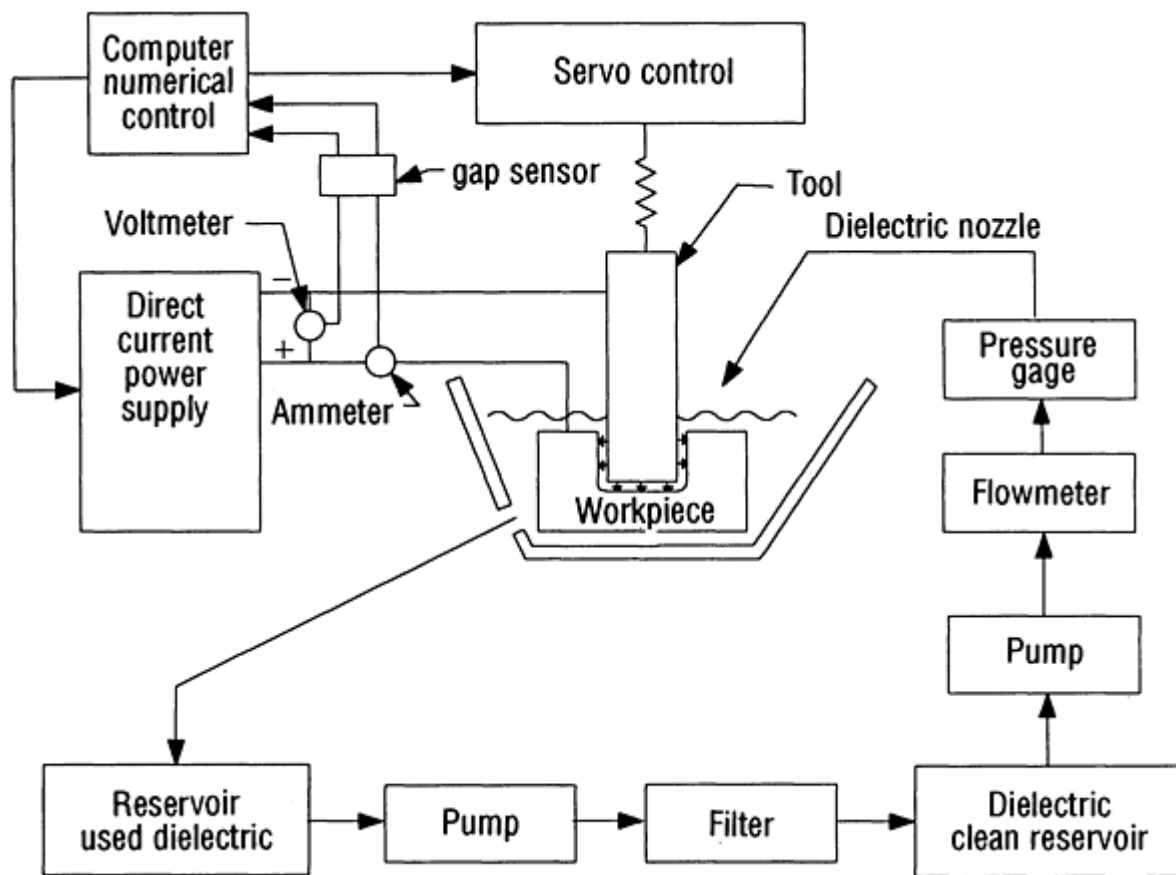 Computer
numerical
control
Servo control
gap sensor
Tool
Voltmeter
Dielectric nozzle
−
Direct
current
power
supply
+
Ammeter
Pressure
gage
Workpiece
Flowmeter
Pump
Reservoir
used dielectric
Pump
Filter
Dielectric
clean reservoir